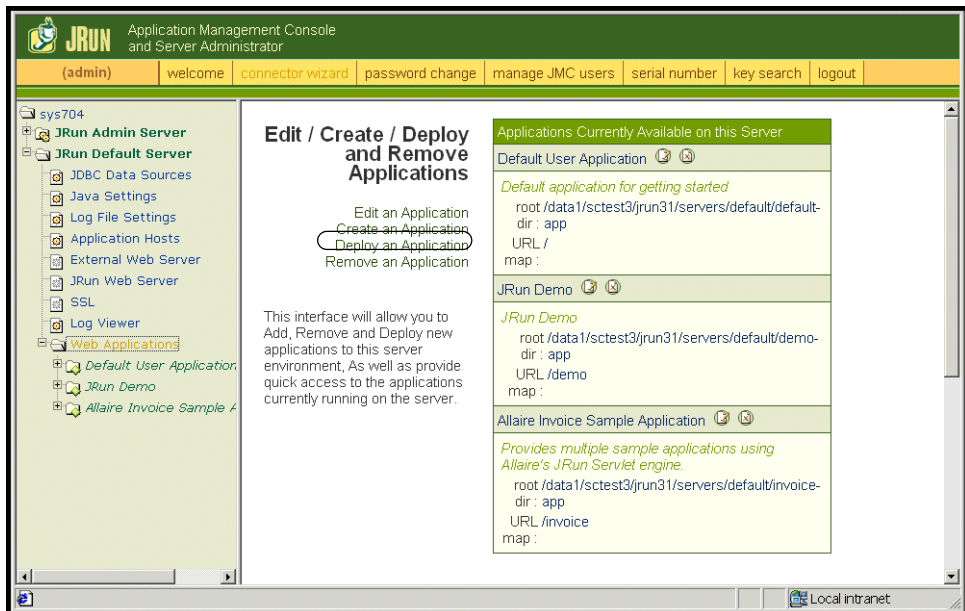 JRUN
Application Management Console
and Server Administrator
(admin)
welcome
connector wizard
password change
manage JMC users
serial number
key search
logout
sys704
JRun Admin Server
JRun Default Server
JDBC Data Sources
Java Settings
Log File Settings
Application Hosts
External Web Server
JRun Web Server
SSL
Log Viewer
Web Applications
Default User Application
JRun Demo
Allaire Invoice Sample A
Edit / Create / Deploy
and Remove
Applications
Edit an Application
Create an Application
Deploy an Application
Remove an Application
This interface will allow you to
Add, Remove and Deploy new
applications to this server
environment, As well as provide
quick access to the applications
currently running on the server.
Applications Currently Available on this Server
Default User Application
Default application for getting started
root /data1/sctest3/jrun31/servers/default/default-
dir : app
URL /
map :
JRun Demo
JRun Demo
root /data1/sctest3/jrun31/servers/default/demo-
dir : app
URL /demo
map :
Allaire Invoice Sample Application
Provides multiple sample applications using
Allaire's JRun Servlet engine.
root /data1/sctest3/jrun31/servers/default/invoice-
dir : app
URL /invoice
map :
Local intranet